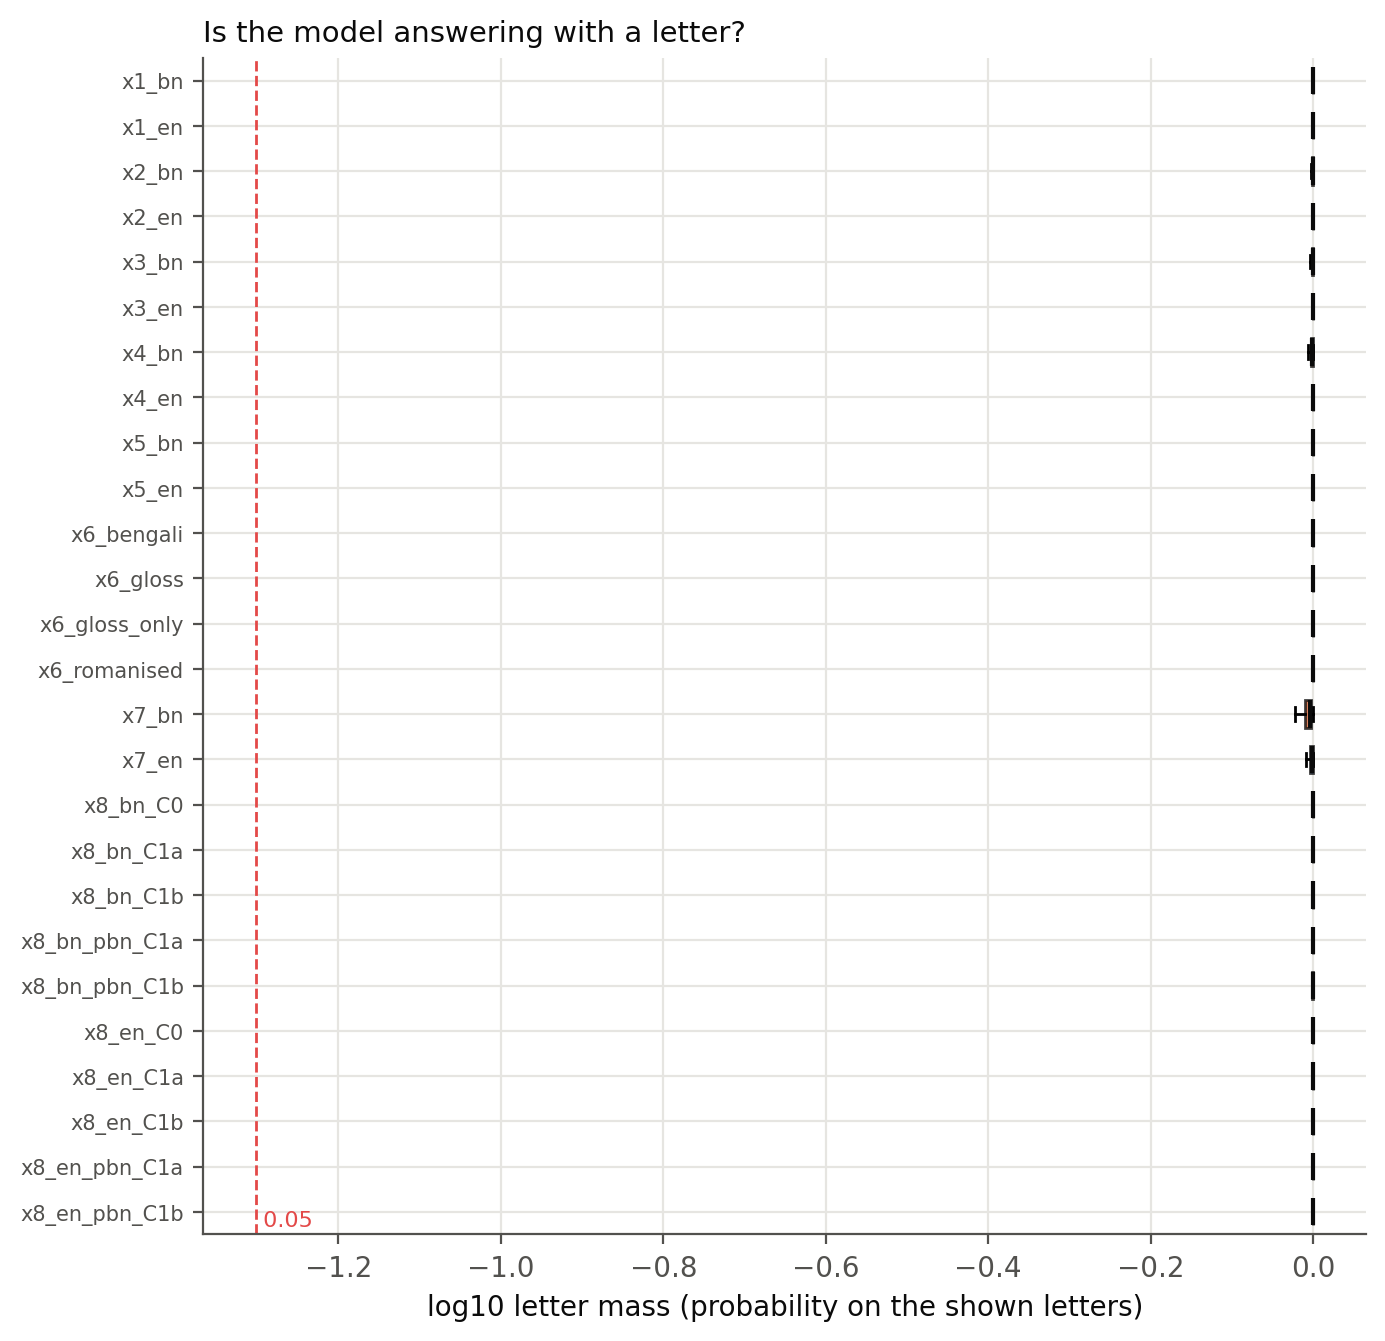 Is the model answering with a letter?
x1_bn
x1_en
x2_bn
x2_en
x3_bn
x3_en
x4_bn
x4_en
x5_bn
x5_en
x6_bengali
x6_gloss
x6_gloss_only
x6_romanised
x7_bn
x7_en
x8_bn_C0
x8_bn_C1a
x8_bn_C1b
x8_bn_pbn_C1a
x8_bn_pbn_C1b
x8_en_C0
x8_en_C1a
x8_en_C1b
x8_en_pbn_C1a
x8_en_pbn_C1b
0.05
−1.2 −1.0 −0.8 −0.6 −0.4 −0.2 0.0
log10 letter mass (probability on the shown letters)